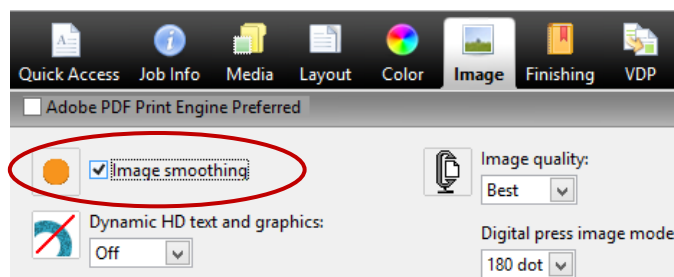 Quick Access Job Info Media Layout Color Image Finishing VDP
Adobe PDF Print Engine Preferred
Image smoothing
Image quality:
Best
Dynamic HD text and graphics:
Off
Digital press image mode
180 dot